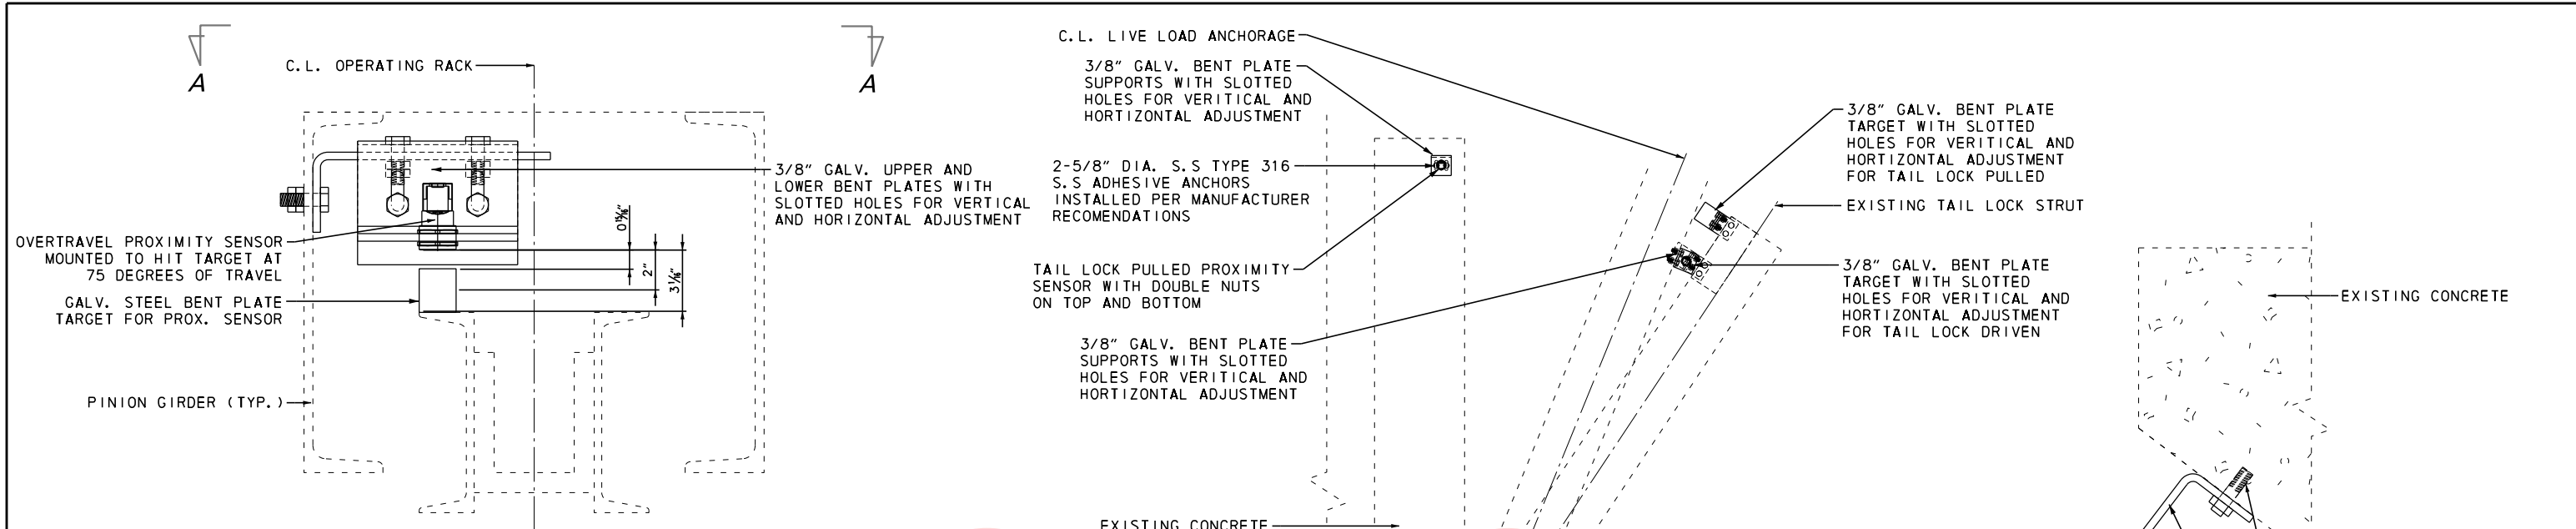 A
A
C.L. OPERATING RACK
3/8" GALV. UPPER AND
LOWER BENT PLATES WITH
SLOTTED HOLES FOR VERTICAL
AND HORIZONTAL ADJUSTMENT
OVERTRAVEL PROXIMITY SENSOR
MOUNTED TO HIT TARGET AT
75 DEGREES OF TRAVEL
GALV. STEEL BENT PLATE
TARGET FOR PROX. SENSOR
PINION GIRDER (TYP.)
2"
3 1/16"
C.L. LIVE LOAD ANCHORAGE
3/8" GALV. BENT PLATE
SUPPORTS WITH SLOTTED
HOLES FOR VERITICAL AND
HORTIZONTAL ADJUSTMENT
2-5/8" DIA. S.S TYPE 316
S.S ADHESIVE ANCHORS
INSTALLED PER MANUFACTURER
RECOMENDATIONS
TAIL LOCK PULLED PROXIMITY
SENSOR WITH DOUBLE NUTS
ON TOP AND BOTTOM
3/8" GALV. BENT PLATE
SUPPORTS WITH SLOTTED
HOLES FOR VERITICAL AND
HORTIZONTAL ADJUSTMENT
EXISTING CONCRETE
3/8" GALV. BENT PLATE
TARGET WITH SLOTTED
HOLES FOR VERITICAL AND
HORTIZONTAL ADJUSTMENT
FOR TAIL LOCK PULLED
EXISTING TAIL LOCK STRUT
3/8" GALV. BENT PLATE
TARGET WITH SLOTTED
HOLES FOR VERITICAL AND
HORTIZONTAL ADJUSTMENT
FOR TAIL LOCK DRIVEN
EXISTING CONCRETE